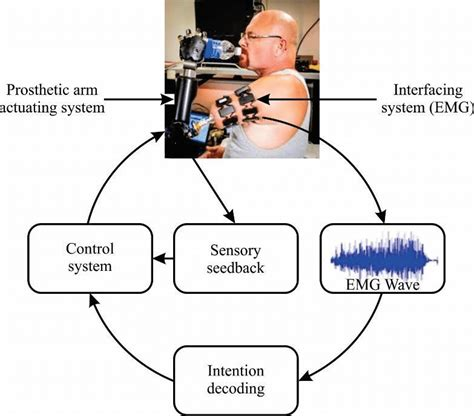 Prosthetic arm
actuating system
Interfacing
system (EMG)
Control
system
Sensory
seedback
EMG Wave
Intention
decoding